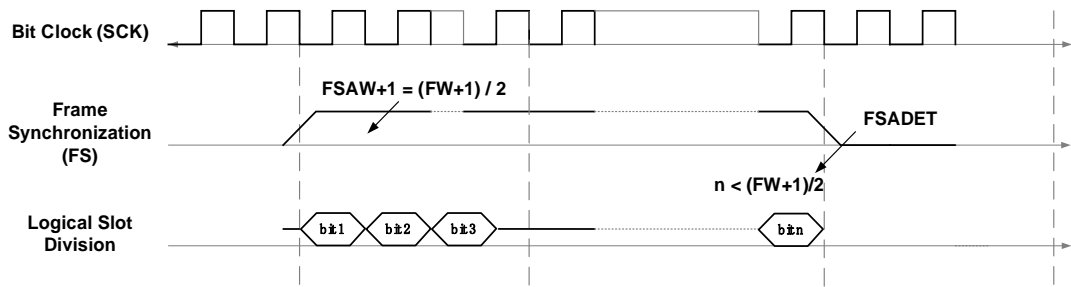 Bit Clock (SCK)
FSAW+1 = (FW+1) / 2
Frame
Synchronization
(FS)
FSADET
n < (FW+1)/2
Logical Slot
Division
bit1
bit2
bit3
bitn